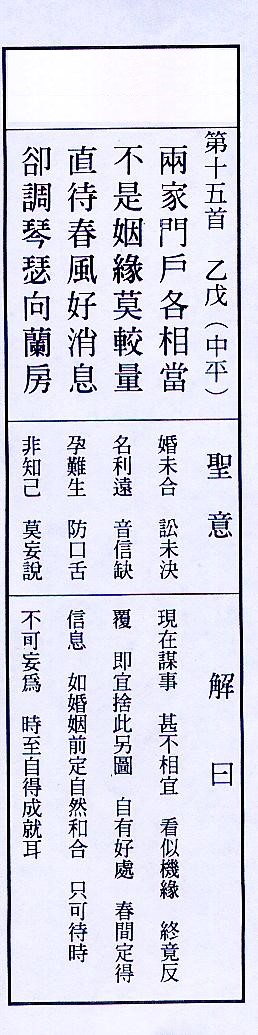 第十五首　乙戊（中平）
兩家門戶各相當
不是姻緣莫較量
直待春風好消息
卻調琴瑟向蘭房
聖意
婚未合　訟未決
名利遠　音信缺
孕難生　防口舌
非知己　莫妄說
解曰
現在謀事　甚不相宜　看似機緣　終竟反
覆　即宜捨此另圖　自有好處　春間定得
信息　如婚姻前定自然和合　只可待時
不可妄為　時至自得成就耳